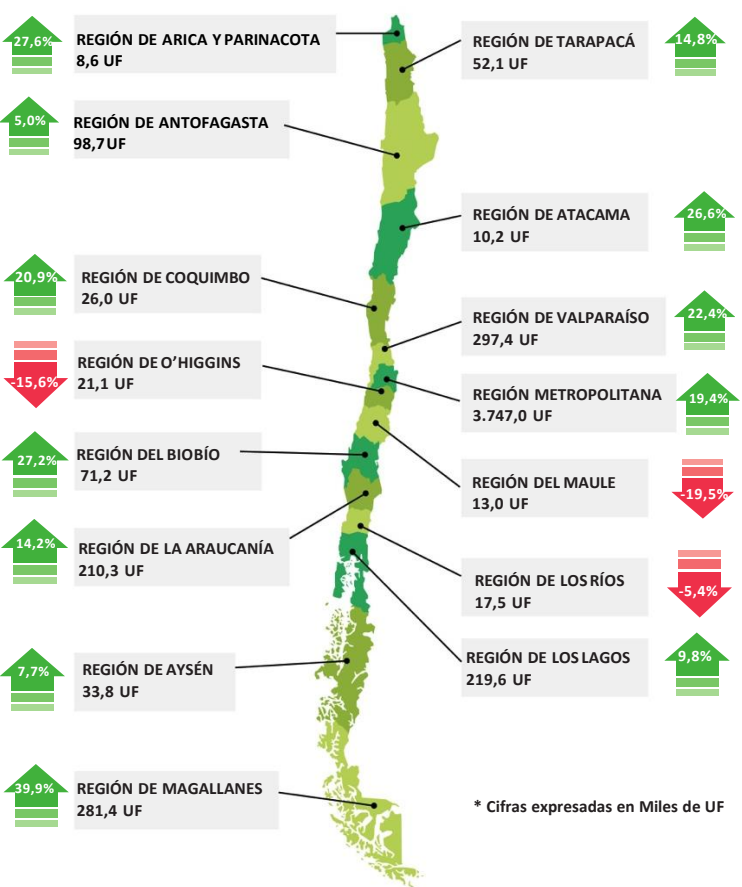 27,6%
REGIÓN DE ARICA Y PARINACOTA
8,6 UF
REGIÓN DE TARAPACÁ
52,1 UF
14,8%
5,0%
REGIÓN DE ANTOFAGASTA
98,7 UF
REGIÓN DE ATACAMA
10,2 UF
26,6%
20,9%
REGIÓN DE COQUIMBO
26,0 UF
REGIÓN DE VALPARAÍSO
297,4 UF
22,4%
-15,6%
REGIÓN DE O’HIGGINS
21,1 UF
REGIÓN METROPOLITANA
3.747,0 UF
19,4%
27,2%
REGIÓN DEL BIOBÍO
71,2 UF
REGIÓN DEL MAULE
13,0 UF
-19,5%
14,2%
REGIÓN DE LA ARAUCANÍA
210,3 UF
REGIÓN DE LOS RÍOS
17,5 UF
-5,4%
7,7%
REGIÓN DE AYSÉN
33,8 UF
REGIÓN DE LOS LAGOS
219,6 UF
9,8%
39,9%
REGIÓN DE MAGALLANES
281,4 UF
* Cifras expresadas en Miles de UF